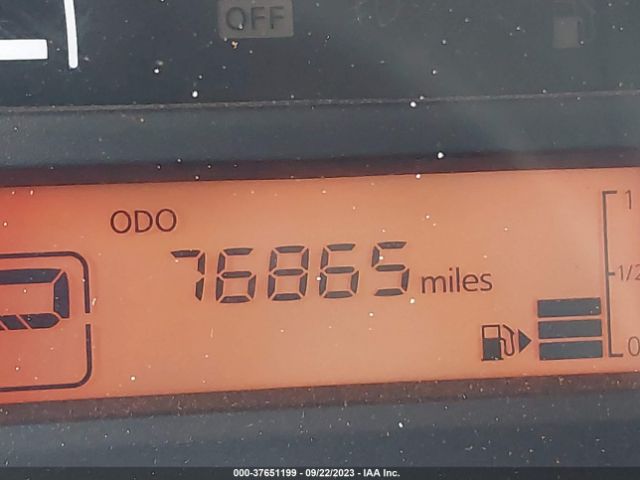 OFF
ODO
76865 miles
1
1/2
0
000-37651199 - 09/22/2023 - IAA Inc.